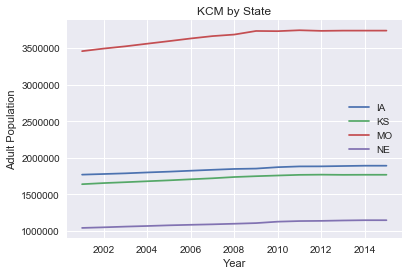 KCM by State
3500000
3000000
2500000
2000000
1500000
1000000
Adult Population
IA
KS
MO
NE
2002 2004 2006 2008 2010 2012 2014
Year